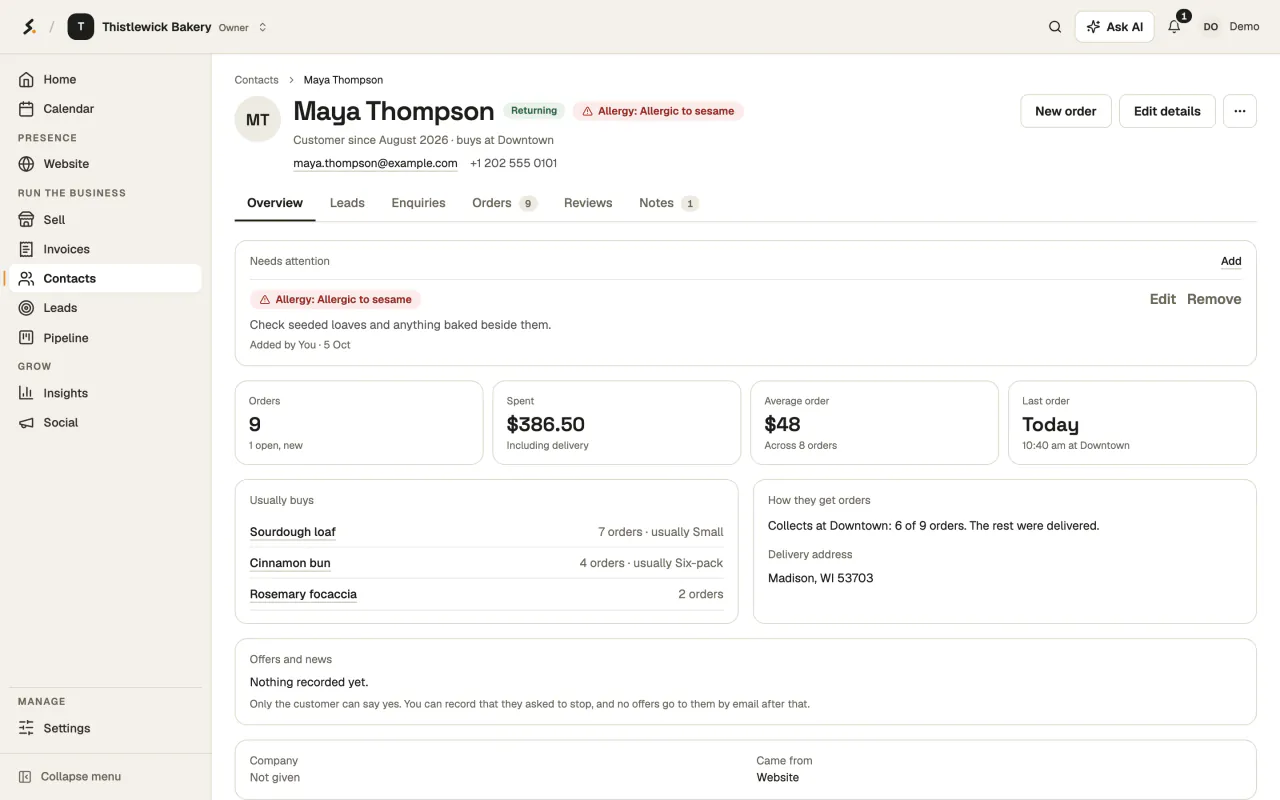 /
T Thistlewick Bakery Owner
Ask AI
1
DO Demo
Home
Calendar
PRESENCE
Website
RUN THE BUSINESS
Sell
Invoices
Contacts
Leads
Pipeline
GROW
Insights
Social
MANAGE
Settings
Collapse menu
Contacts > Maya Thompson
MT
Maya Thompson Returning Allergy: Allergic to sesame
Customer since August 2026 · buys at Downtown
maya.thompson@example.com +1 202 555 0101
New order Edit details ···
Overview Leads Enquiries Orders 9 Reviews Notes 1
Needs attention Add
Allergy: Allergic to sesame Edit Remove
Check seeded loaves and anything baked beside them.
Added by You · 5 Oct
Orders
9
1 open, new
Spent
$386.50
Including delivery
Average order
$48
Across 8 orders
Last order
Today
10:40 am at Downtown
Usually buys
Sourdough loaf 7 orders · usually Small
Cinnamon bun 4 orders · usually Six-pack
Rosemary focaccia 2 orders
How they get orders
Collects at Downtown: 6 of 9 orders. The rest were delivered.
Delivery address
Madison, WI 53703
Offers and news
Nothing recorded yet.
Only the customer can say yes. You can record that they asked to stop, and no offers go to them by email after that.
Company
Not given
Came from
Website